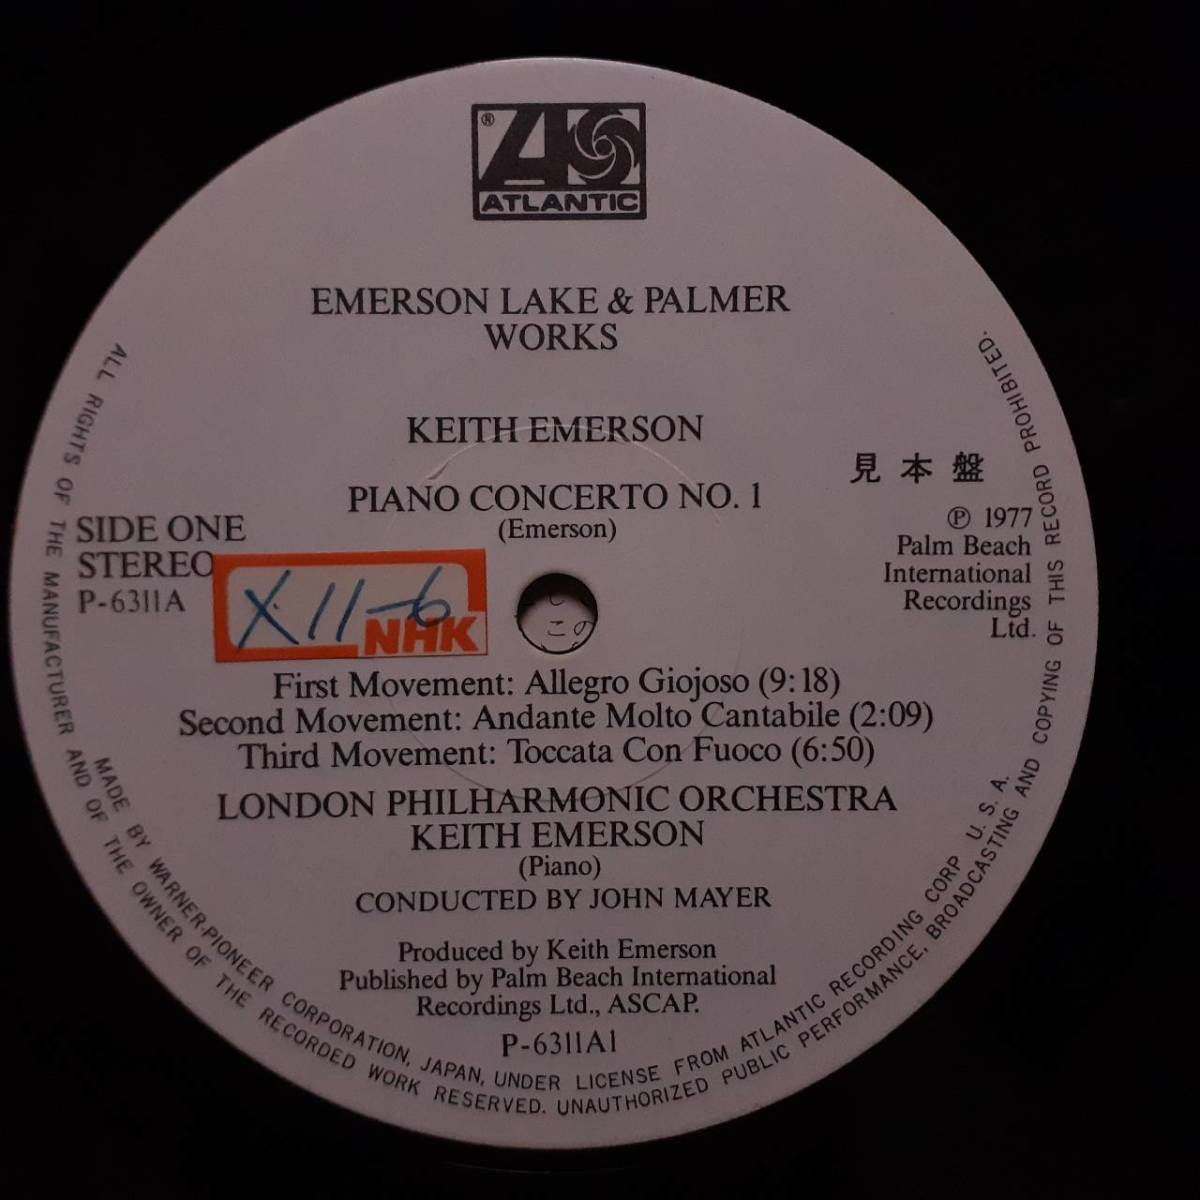 ®
ATLANTIC
EMERSON LAKE & PALMER
WORKS
KEITH EMERSON
PIANO CONCERTO NO. 1
(Emerson)
見本盤
SIDE ONE
STEREO
P-6311A
℗ 1977
Palm Beach
International
Recordings
Ltd.
X11-6
NHK
この
First Movement: Allegro Giojoso (9:18)
Second Movement: Andante Molto Cantabile (2:09)
Third Movement: Toccata Con Fuoco (6:50)
LONDON PHILHARMONIC ORCHESTRA
KEITH EMERSON
(Piano)
CONDUCTED BY JOHN MAYER
Produced by Keith Emerson
Published by Palm Beach International
Recordings Ltd., ASCAP.
P-6311A1
MADE BY WARNER-PIONEER CORPORATION, JAPAN, UNDER LICENSE FROM ATLANTIC RECORDING CORP U. S. A.
ALL RIGHTS OF THE MANUFACTURER AND OF THE OWNER OF THE RECORDED WORK RESERVED. UNAUTHORIZED PUBLIC PERFORMANCE, BROADCASTING AND COPYING OF THIS RECORD PROHIBITED.